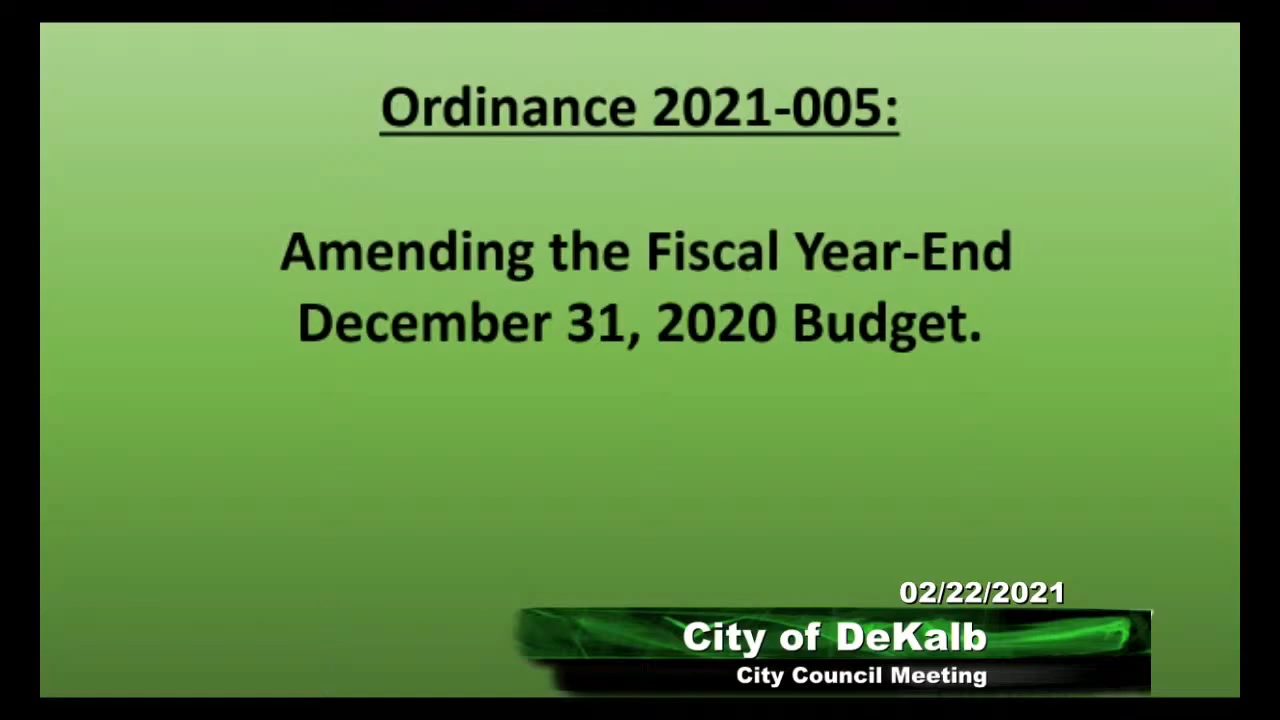 Ordinance 2021-005:
Amending the Fiscal Year-End
December 31, 2020 Budget.
02/22/2021
City of DeKalb
City Council Meeting